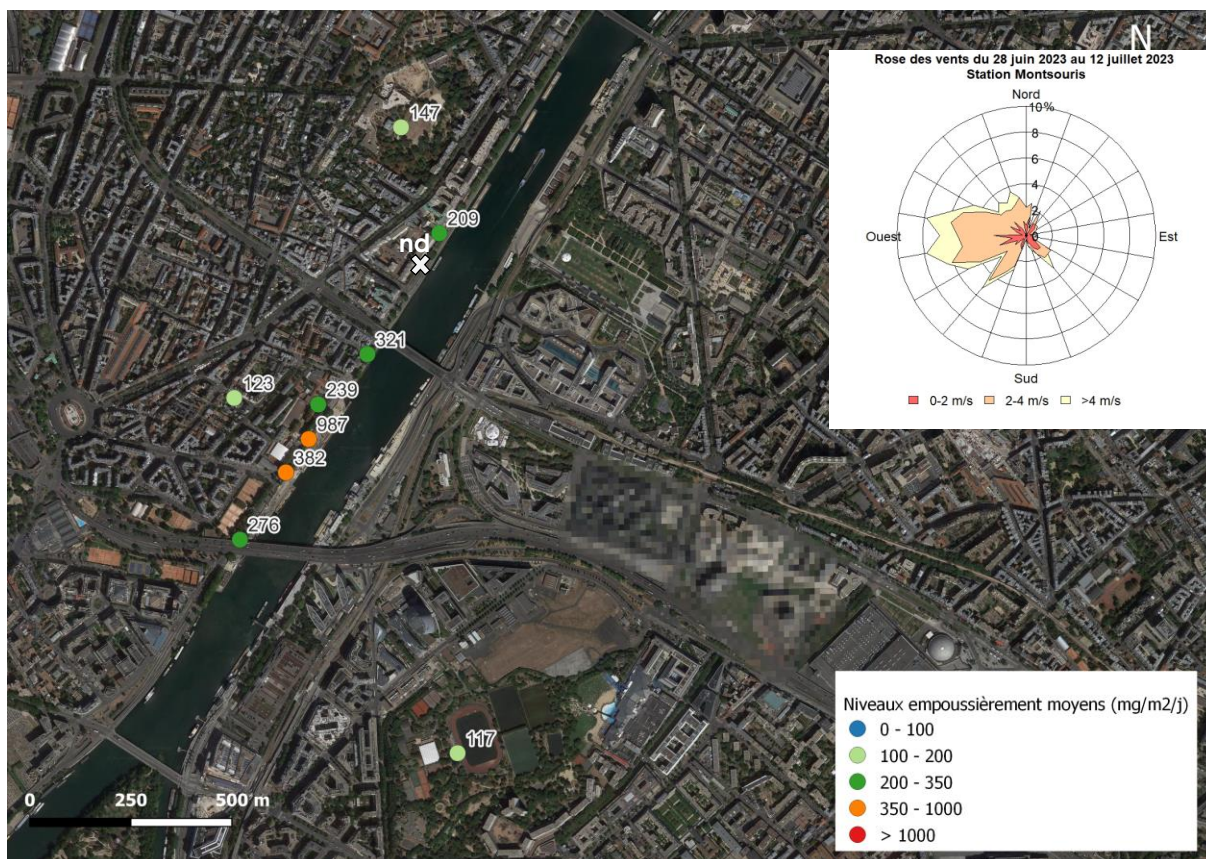 N
Rose des vents du 28 juin 2023 au 12 juillet 2023
Station Montsouris
Nord
10%
8
6
4
2
0
Ouest
Est
Sud
0-2 m/s 2-4 m/s >4 m/s
147
209
nd
321
123
239
987
382
276
117
0 250 500 m
Niveaux empoussièrement moyens (mg/m2/j)
0 - 100
100 - 200
200 - 350
350 - 1000
> 1000